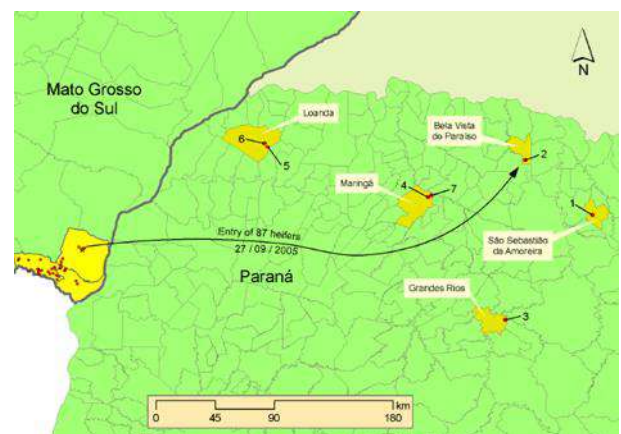 Mato Grosso
do Sul
N
Loanda
6
5
Bela Vista
do Paraíso
2
Maringá
4
7
1
São Sebastião
da Amoreira
Entry of 87 heifers
27 / 09 / 2005
Paraná
Grandes Rios
3
km
0 45 90 180